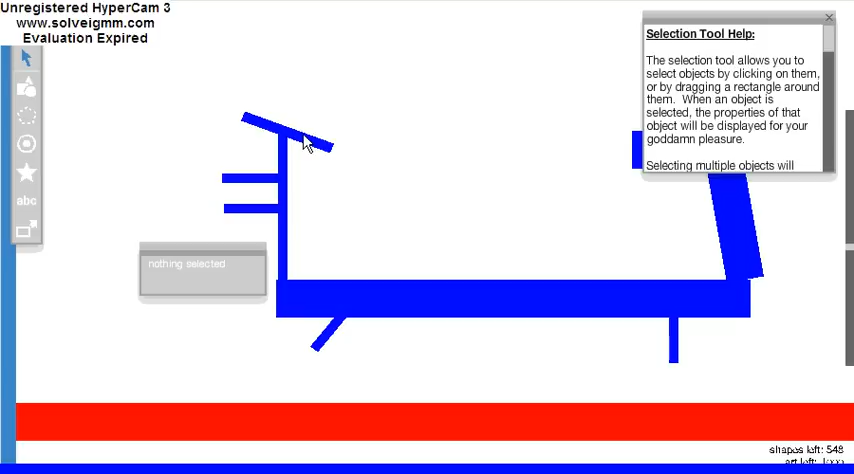 Unregistered HyperCam 3
www.solveigmm.com
Evaluation Expired
Selection Tool Help:
The selection tool allows you to
select objects by clicking on them,
or by dragging a rectangle around
them. When an object is
selected, the properties of that
object will be displayed for your
goddamn pleasure.
Selecting multiple objects will
abc
nothing selected
shapes left: 548
art left: